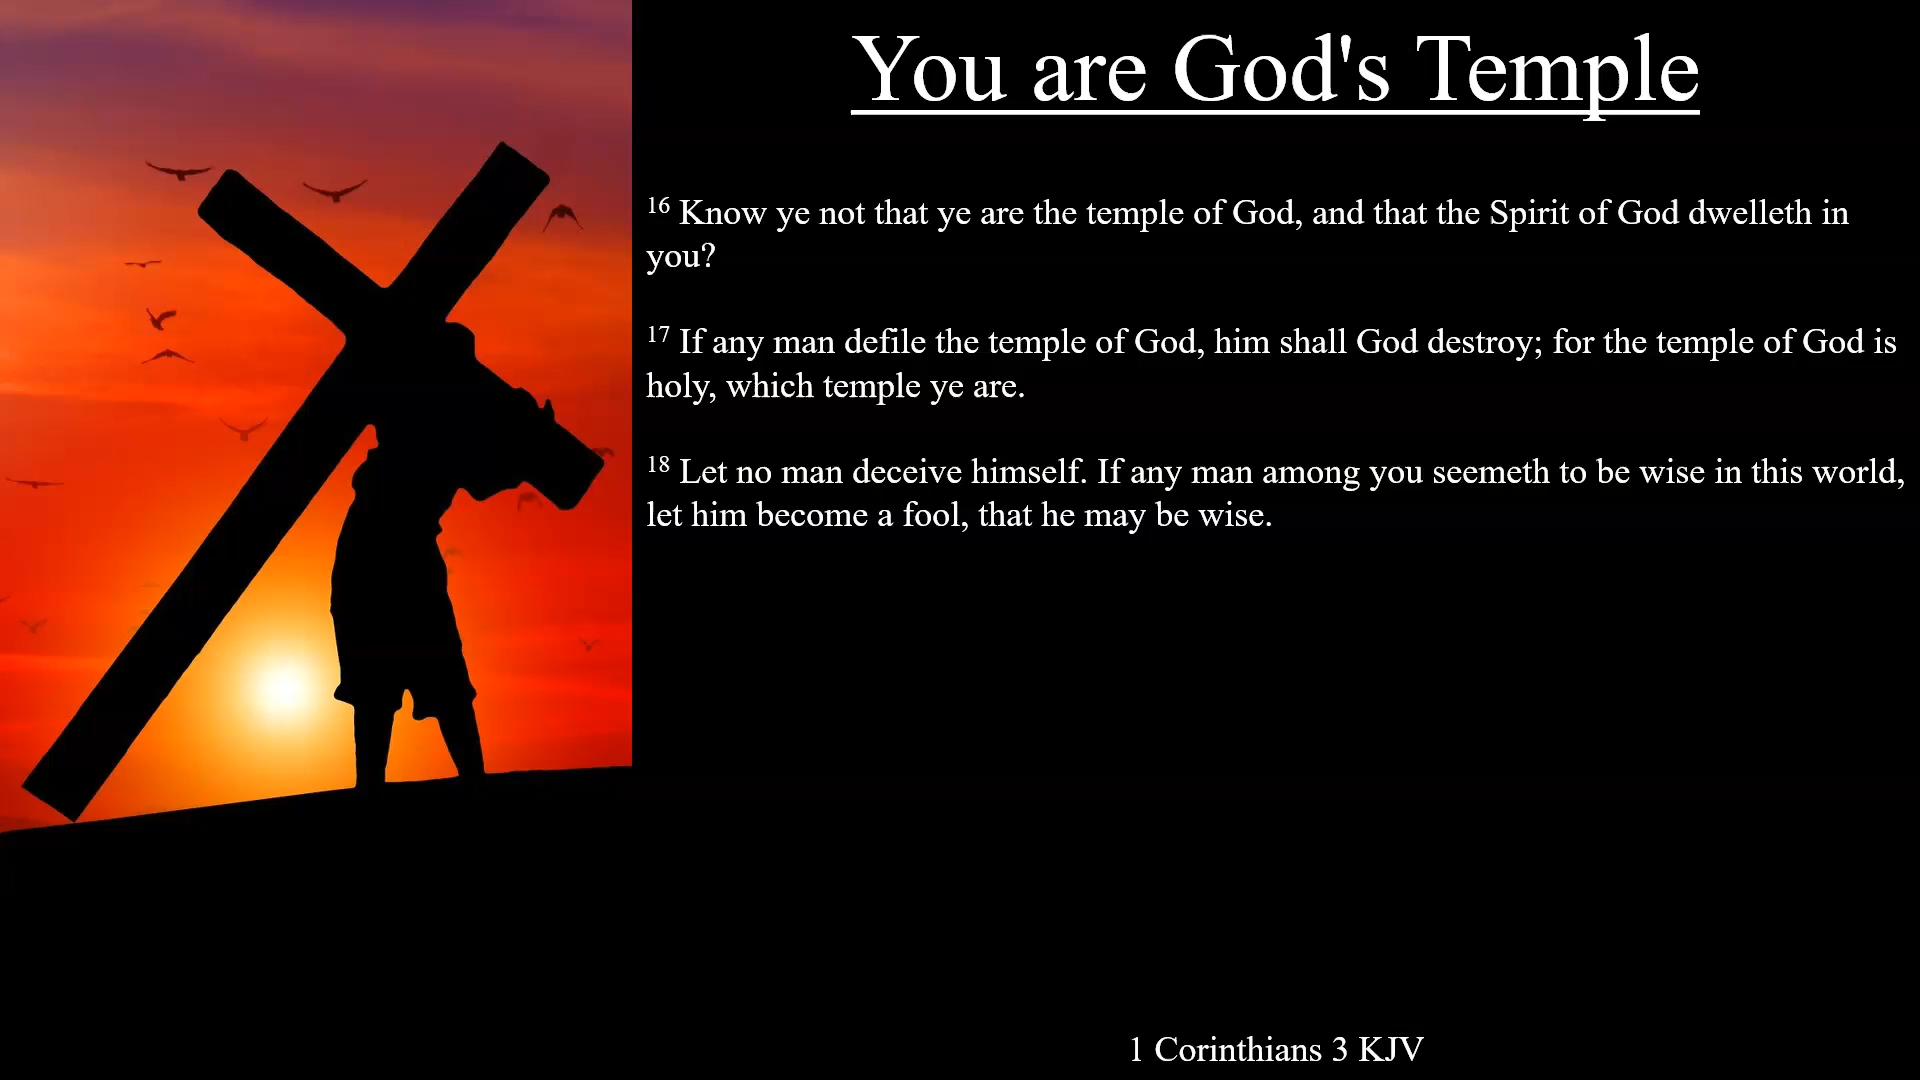 You are God's Temple
16 Know ye not that ye are the temple of God, and that the Spirit of God dwelleth in
you?
17 If any man defile the temple of God, him shall God destroy; for the temple of God is
holy, which temple ye are.
18 Let no man deceive himself. If any man among you seemeth to be wise in this world,
let him become a fool, that he may be wise.
1 Corinthians 3 KJV